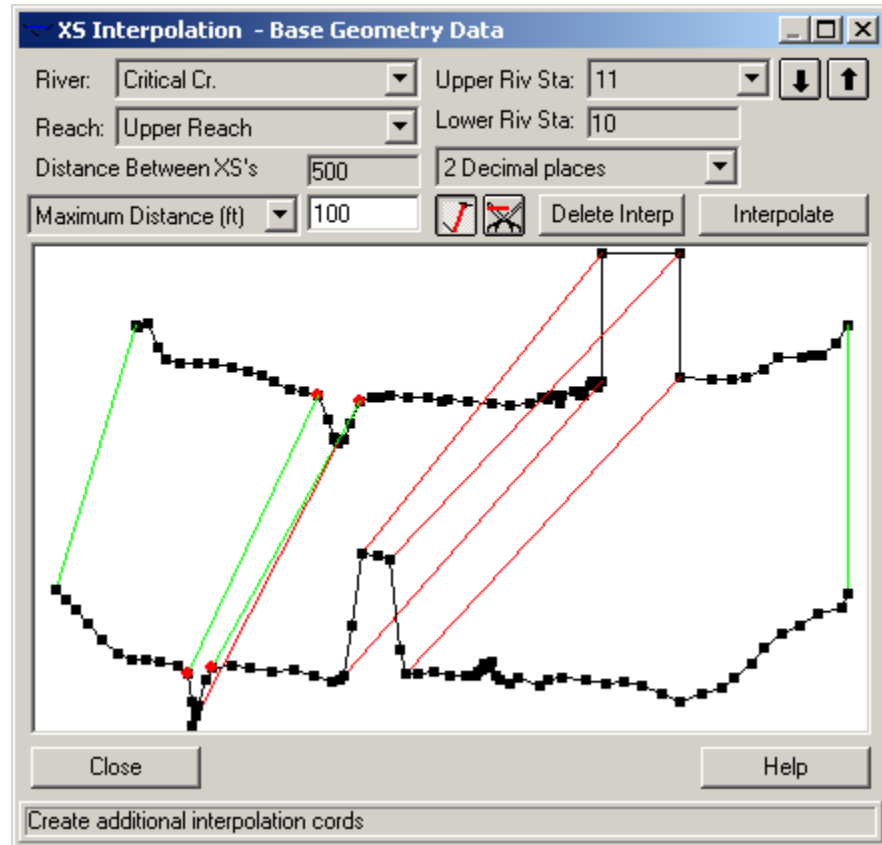 XS Interpolation - Base Geometry Data
River: Critical Cr. Upper Riv Sta: 11
Reach: Upper Reach Lower Riv Sta: 10
Distance Between XS's 500 2 Decimal places
Maximum Distance (ft) 100 Delete Interp Interpolate
Close Help
Create additional interpolation cords